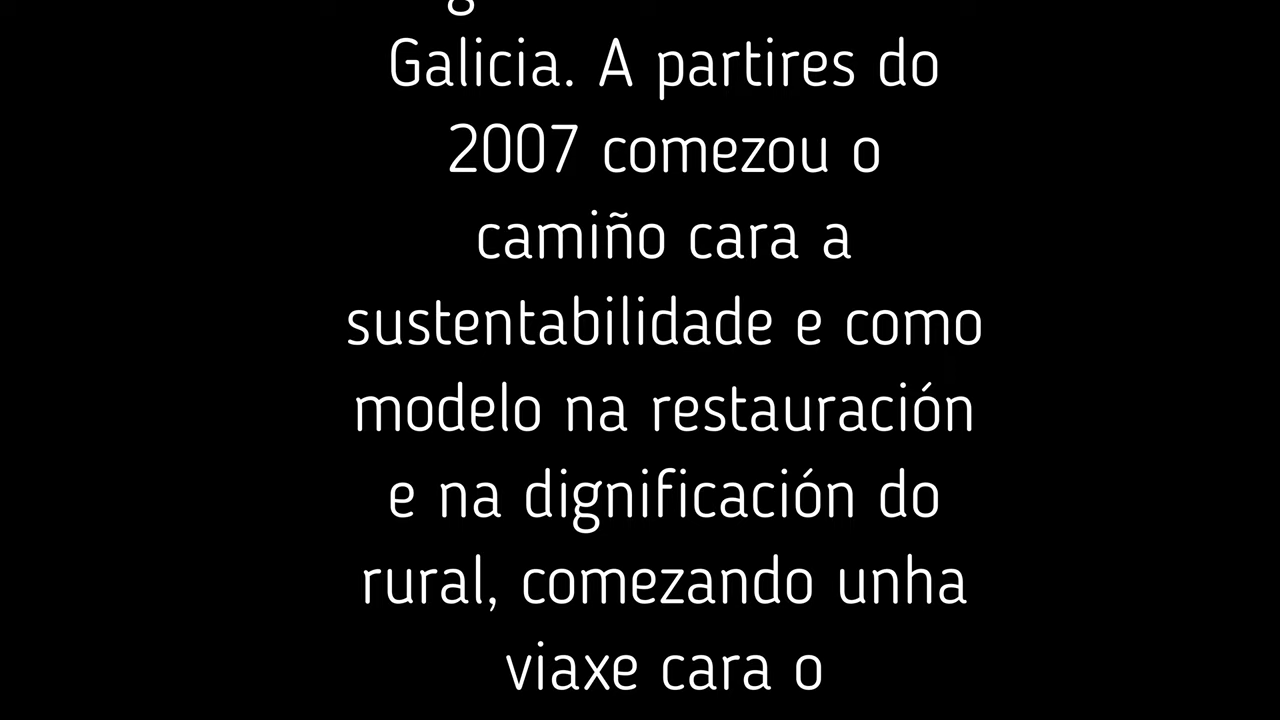 Galicia. A partires do
2007 comezou o
camiño cara a
sustentabilidade e como
modelo na restauración
e na dignificación do
rural, comezando unha
viaxe cara o